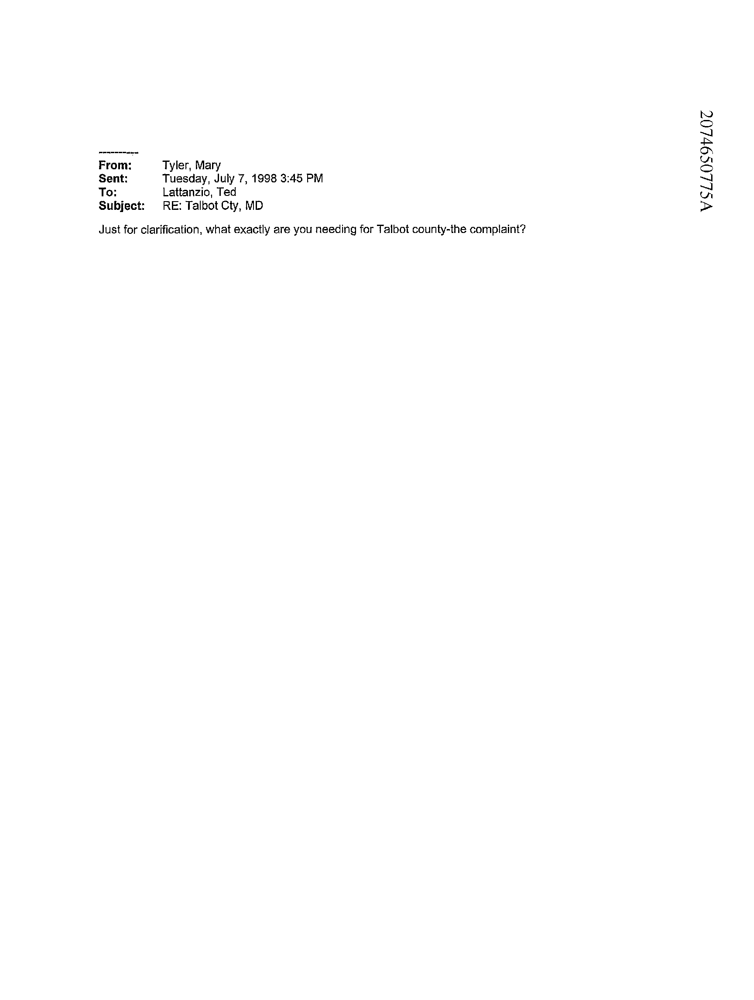 2074650775A
----------
From: Tyler, Mary
Sent: Tuesday, July 7, 1998 3:45 PM
To: Lattanzio, Ted
Subject: RE: Talbot Cty, MD
Just for clarification, what exactly are you needing for Talbot county-the complaint?